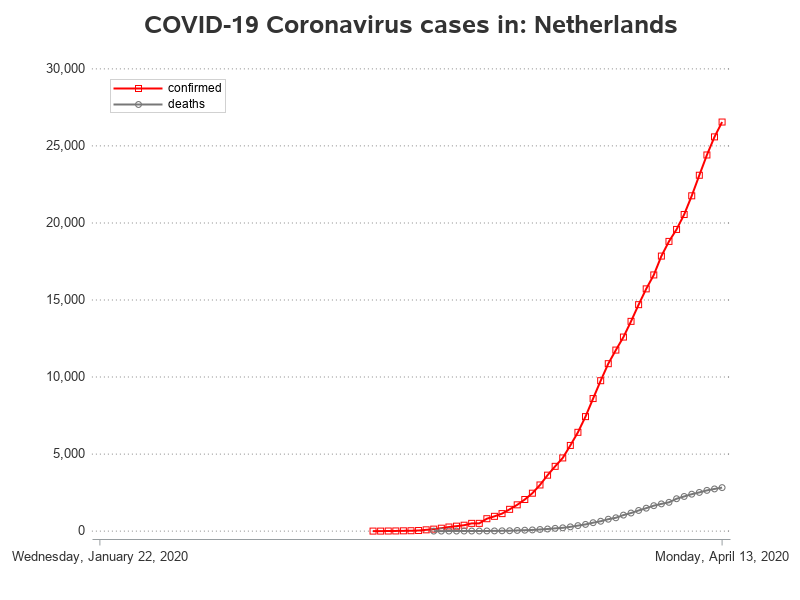 COVID-19 Coronavirus cases in: Netherlands
30,000
confirmed
deaths
25,000
20,000
15,000
10,000
5,000
0
Wednesday, January 22, 2020
Monday, April 13, 2020